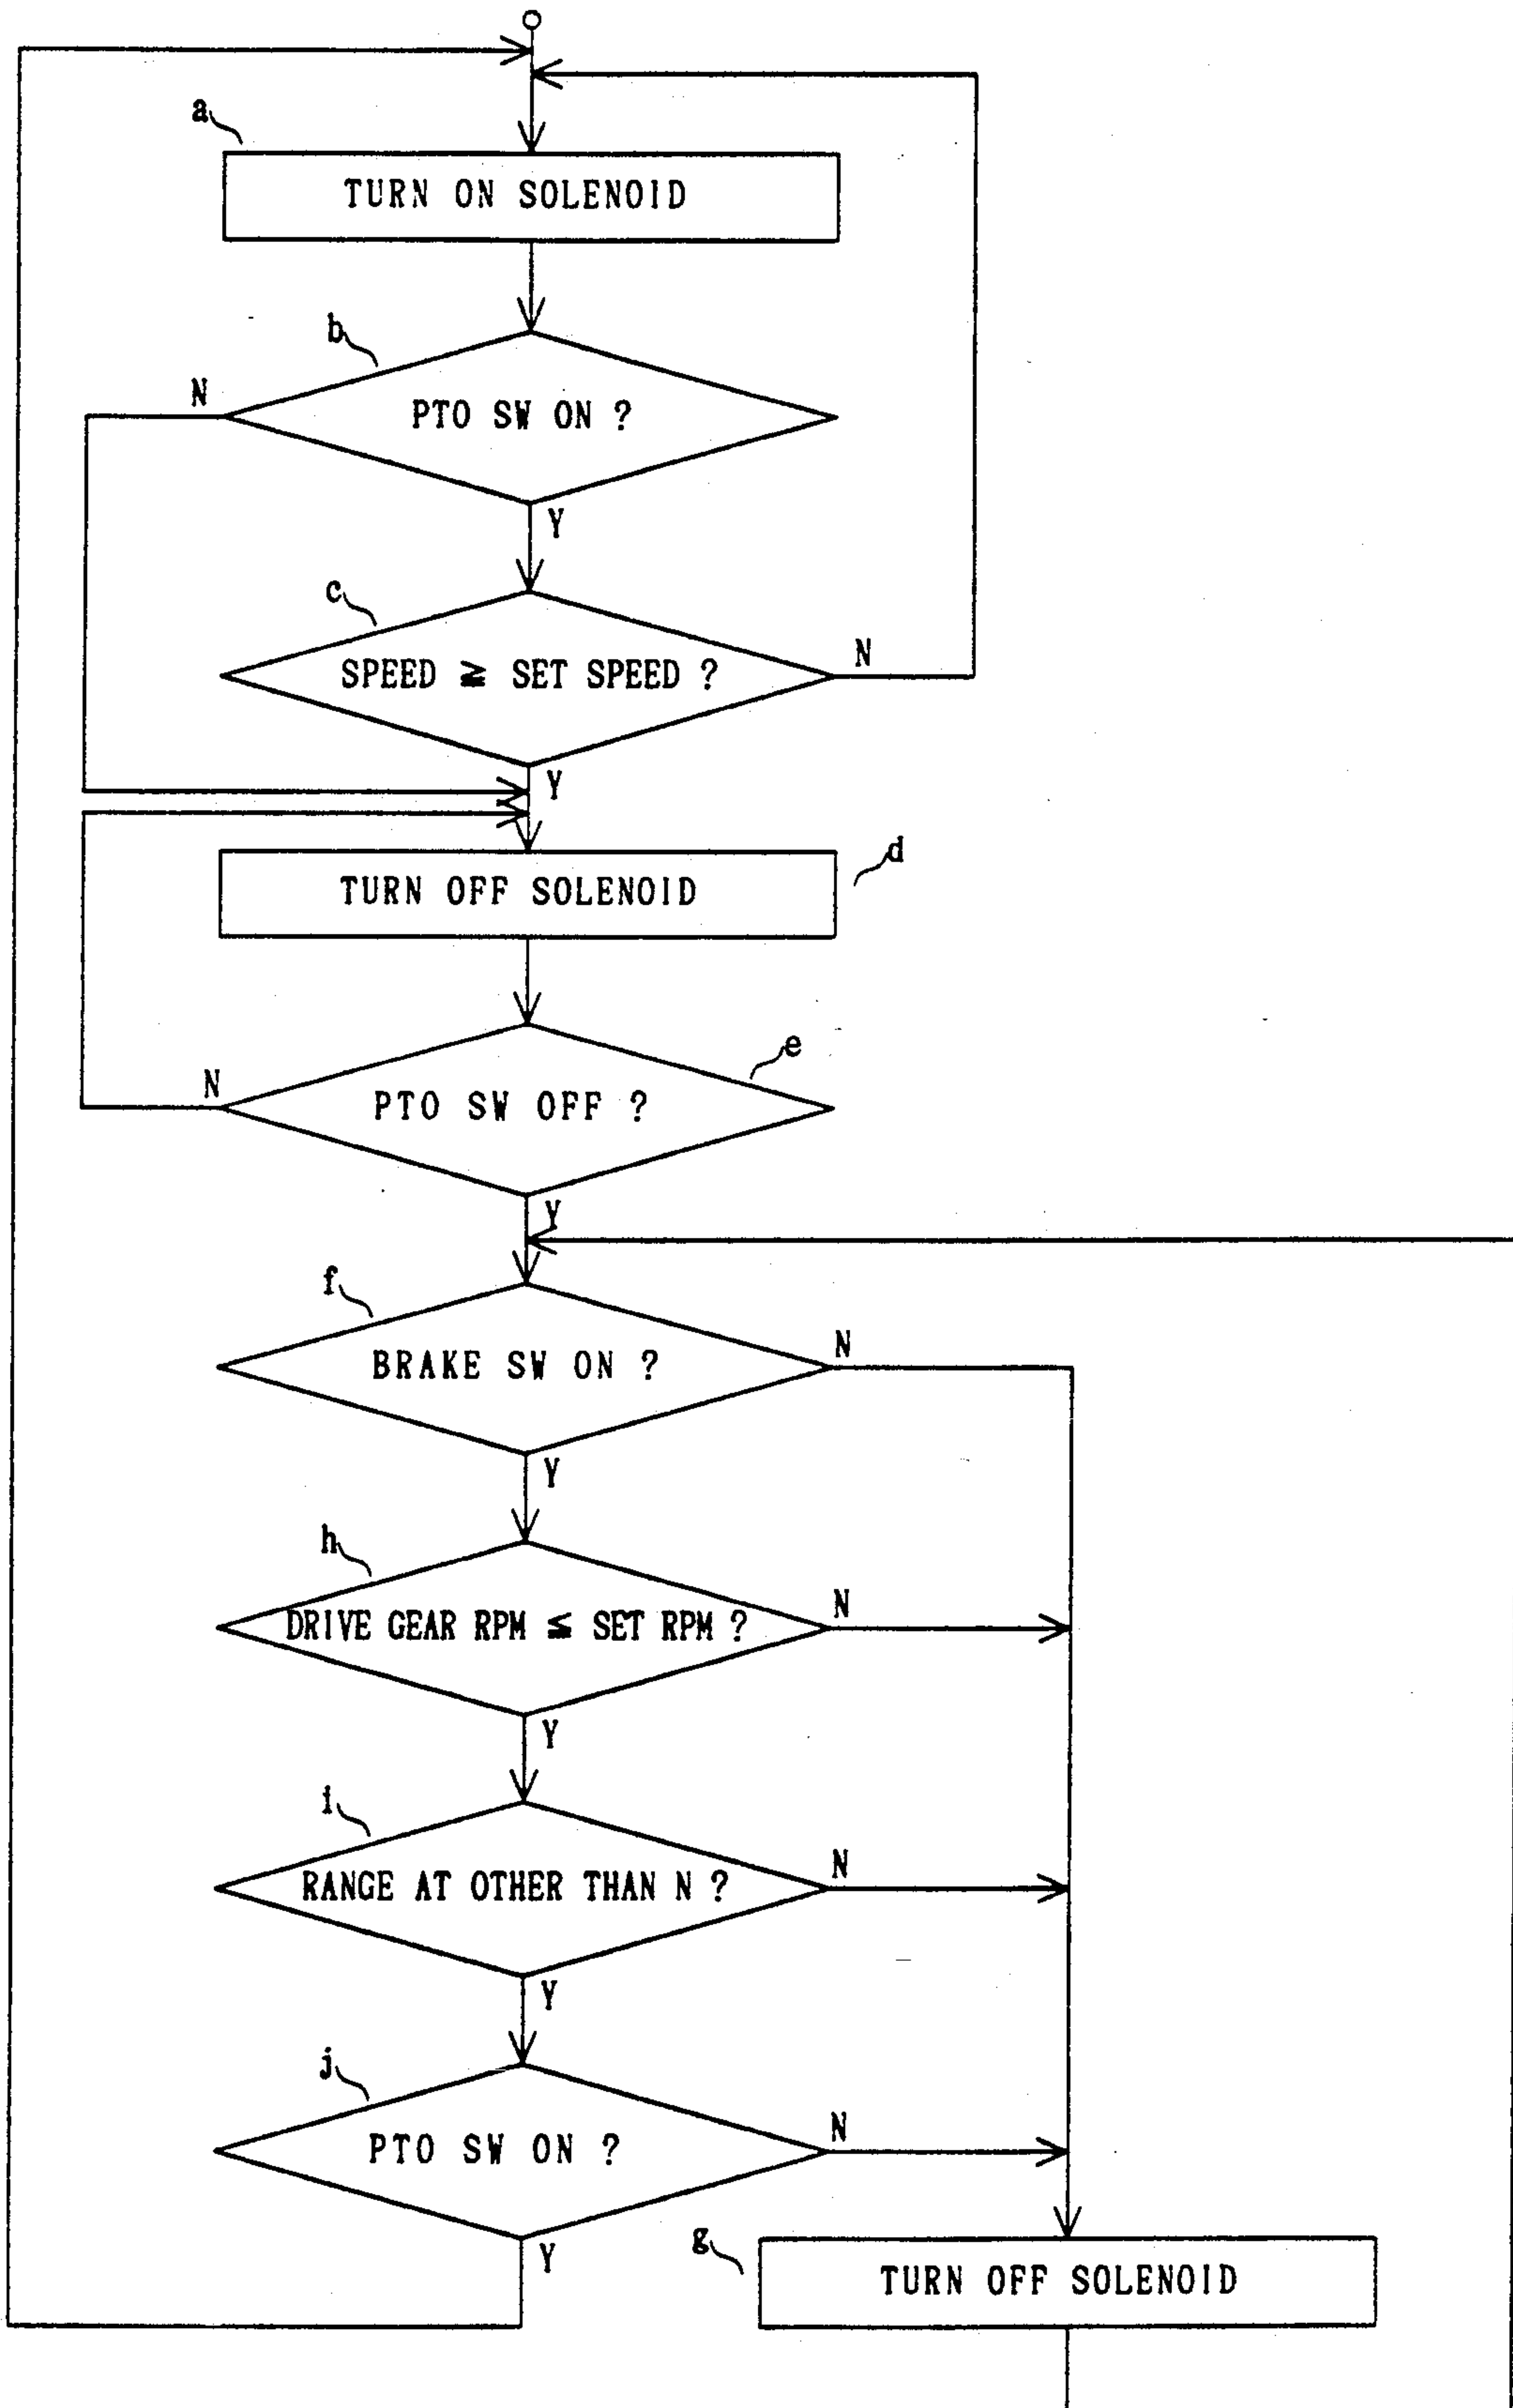 a
TURN ON SOLENOID
b
N
PTO SW ON ?
Y
c
SPEED ≧ SET SPEED ?
N
Y
TURN OFF SOLENOID
d
e
N
PTO SW OFF ?
Y
f
BRAKE SW ON ?
N
Y
h
DRIVE GEAR RPM ≦ SET RPM ?
N
Y
i
RANGE AT OTHER THAN N ?
N
Y
j
PTO SW ON ?
N
Y
g
TURN OFF SOLENOID